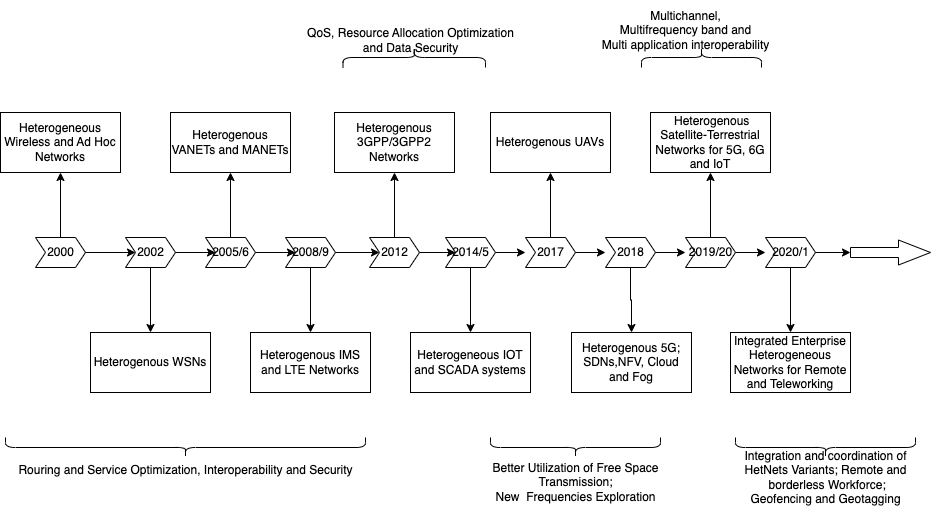 QoS, Resource Allocation Optimization
and Data Security
Multichannel,
Multifrequency band and
Multi application interoperability
Heterogeneous
Wireless and Ad Hoc
Networks
Heterogenous
VANETs and MANETs
Heterogenous
3GPP/3GPP2
Networks
Heterogenous UAVs
Heterogenous
Satellite-Terrestrial
Networks for 5G, 6G
and IoT
2000
2002
2005/6
2008/9
2012
2014/5
2017
2018
2019/20
2020/1
Heterogenous WSNs
Heterogenous IMS
and LTE Networks
Heterogeneous IOT
and SCADA systems
Heterogenous 5G;
SDNs,NFV, Cloud
and Fog
Integrated Enterprise
Heterogeneous
Networks for Remote
and Teleworking
Rouring and Service Optimization, Interoperability and Security
Better Utilization of Free Space
Transmission;
New Frequencies Exploration
Integration and coordination of
HetNets Variants; Remote and
borderless Workforce;
Geofencing and Geotagging